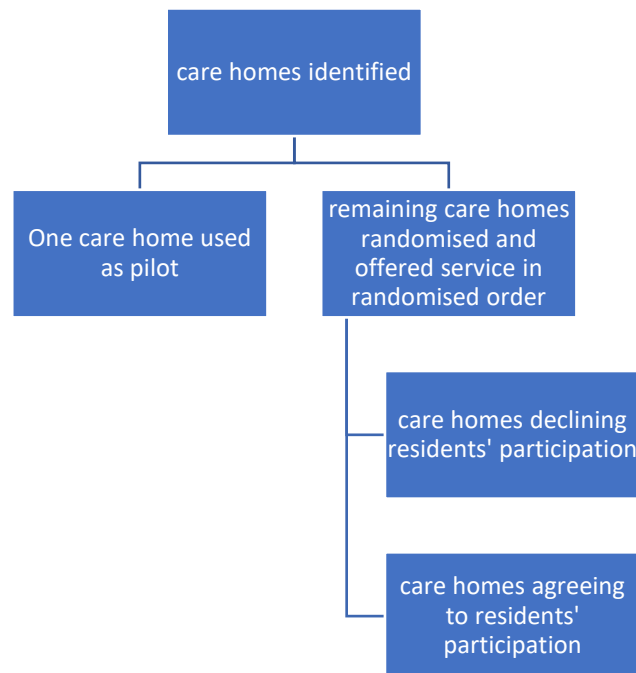 care homes identified
One care home used
as pilot
remaining care homes
randomised and
offered service in
randomised order
care homes declining
residents' participation
care homes agreeing
to residents'
participation